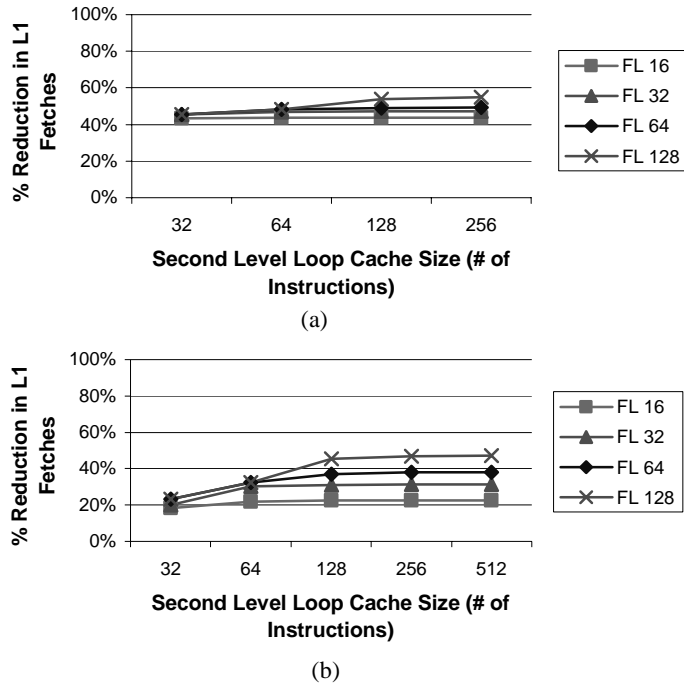 100%
80%
60%
40%
20%
0%
% Reduction in L1
Fetches
32 64 128 256
Second Level Loop Cache Size (# of
Instructions)
FL 16
FL 32
FL 64
FL 128
(a)
100%
80%
60%
40%
20%
0%
% Reduction in L1
Fetches
32 64 128 256 512
Second Level Loop Cache Size (# of
Instructions)
FL 16
FL 32
FL 64
FL 128
(b)